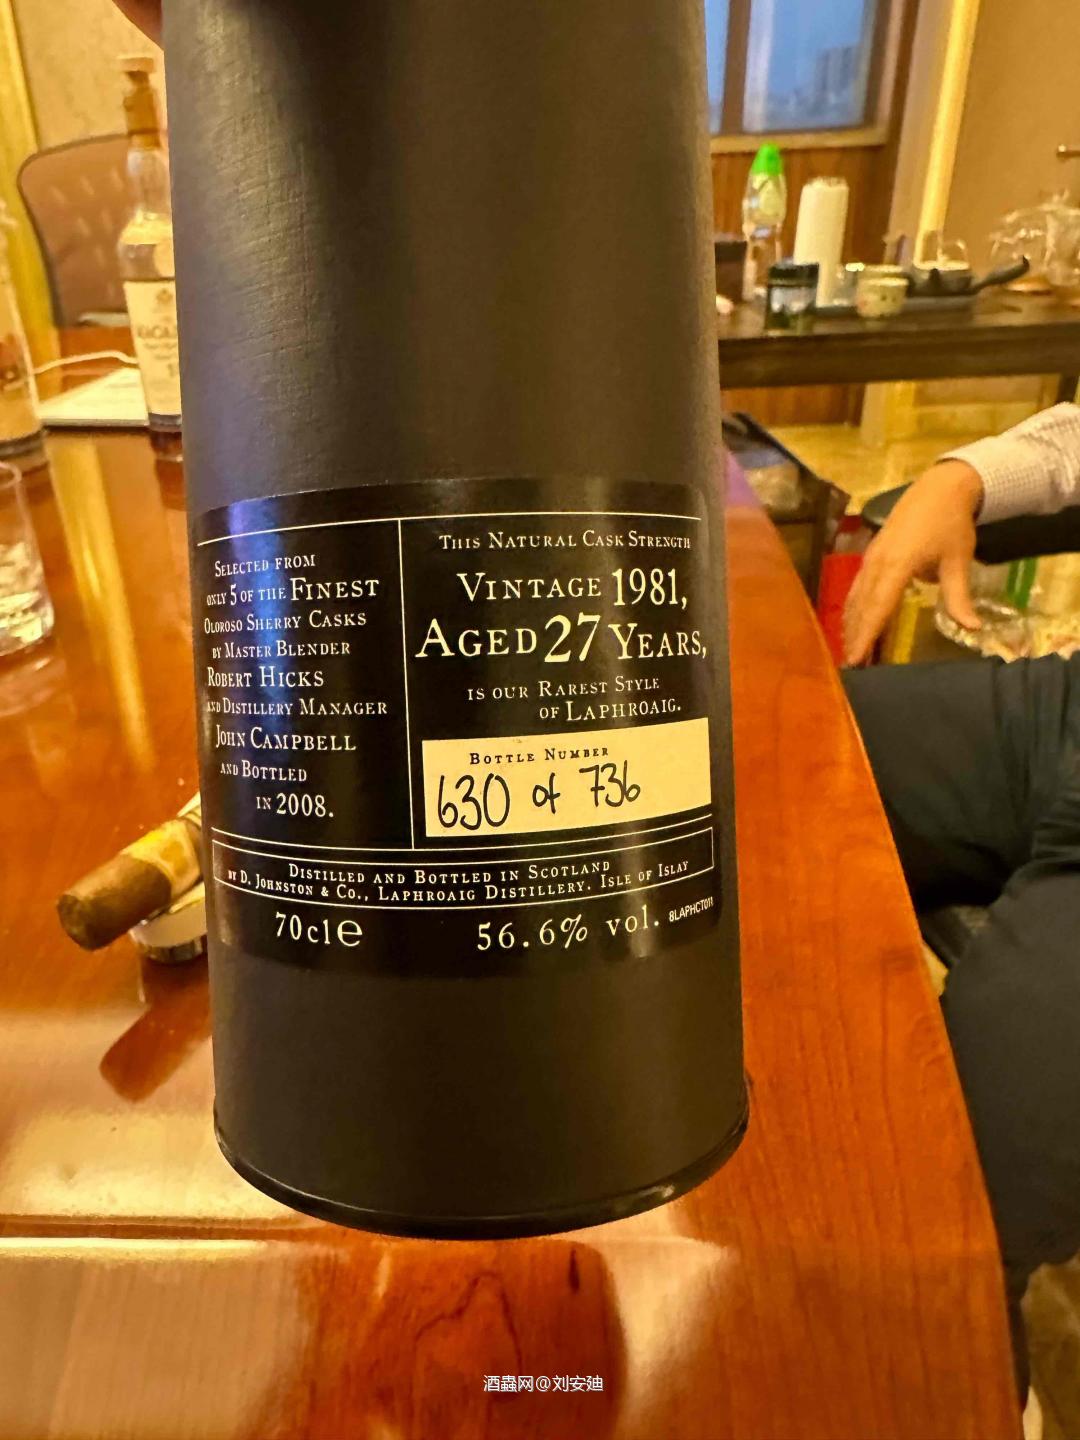 SELECTED FROM
ONLY 5 OF THE FINEST
OLOROSO SHERRY CASKS
BY MASTER BLENDER
ROBERT HICKS
AND DISTILLERY MANAGER
JOHN CAMPBELL
AND BOTTLED
IN 2008.
THIS NATURAL CASK STRENGTH
VINTAGE 1981,
AGED 27 YEARS,
IS OUR RAREST STYLE
OF LAPHROAIG.
BOTTLE NUMBER
630 of 736
DISTILLED AND BOTTLED IN SCOTLAND
BY D. JOHNSTON & CO., LAPHROAIG DISTILLERY. ISLE OF ISLAY
70cl℮
56.6% vol. 8LAPHCT011
酒蟲网@刘安廸